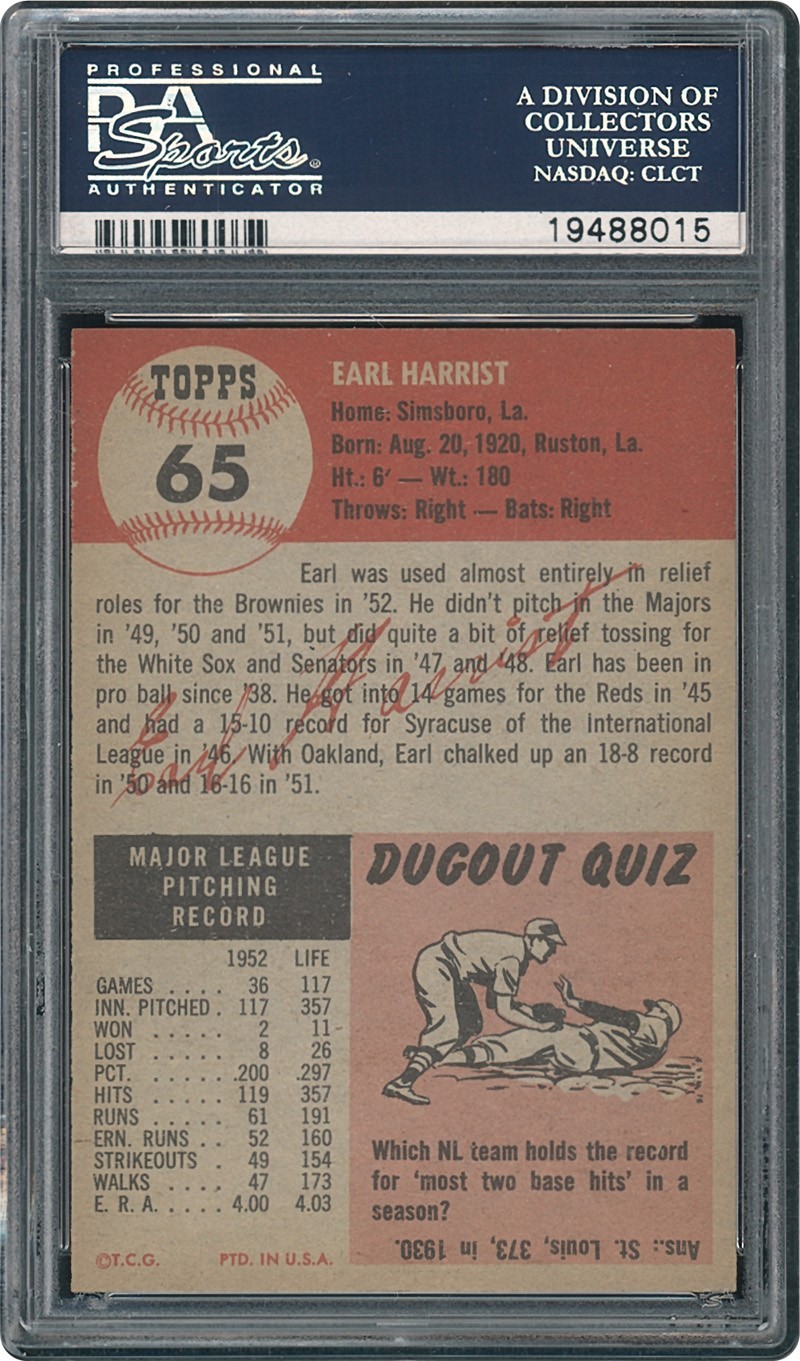 PROFESSIONAL
PSA
Sports®
AUTHENTICATOR
A DIVISION OF
COLLECTORS
UNIVERSE
NASDAQ: CLCT
19488015
TOPPS
65
EARL HARRIST
Home: Simsboro, La.
Born: Aug. 20, 1920, Ruston, La.
Ht.: 6' — Wt.: 180
Throws: Right — Bats: Right
Earl was used almost entirely in relief
roles for the Brownies in '52. He didn't pitch in the Majors
in '49, '50 and '51, but did quite a bit of relief tossing for
the White Sox and Senators in '47 and '48. Earl has been in
pro ball since '38. He got into 14 games for the Reds in '45
and had a 15-10 record for Syracuse of the International
League in '46. With Oakland, Earl chalked up an 18-8 record
in '50 and 16-16 in '51.
Earl Harrist
MAJOR LEAGUE
PITCHING
RECORD
1952 LIFE
GAMES .... 36 117
INN. PITCHED . 117 357
WON ..... 2 11
LOST ..... 8 26
PCT. ..... .200 .297
HITS ..... 119 357
RUNS ..... 61 191
ERN. RUNS .. 52 160
STRIKEOUTS . 49 154
WALKS .... 47 173
E. R. A. .... 4.00 4.03
©T.C.G. PTD. IN U.S.A.
DUGOUT QUIZ
Which NL team holds the record
for 'most two base hits' in a
season?
Ans.: St. Louis, 373, in 1930.